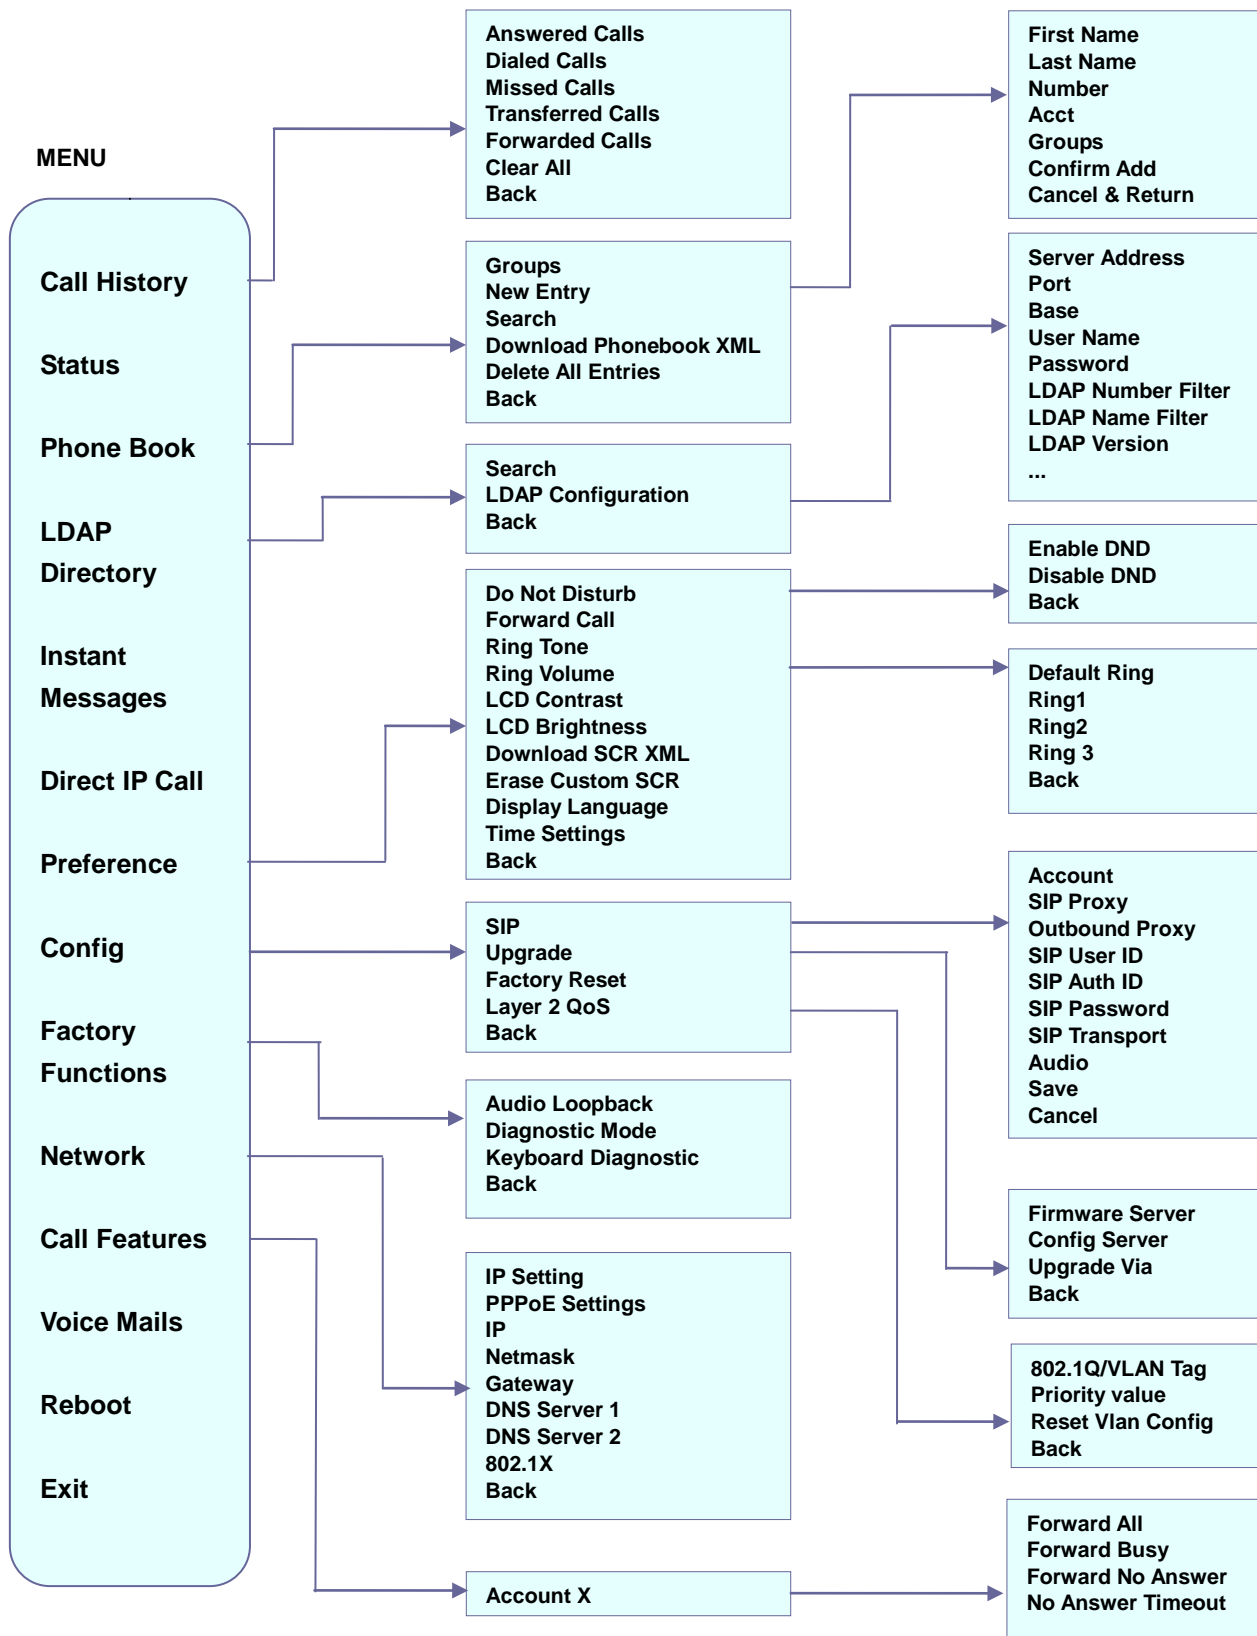 MENU
Call History
Status
Phone Book
LDAP
Directory
Instant
Messages
Direct IP Call
Preference
Config
Factory
Functions
Network
Call Features
Voice Mails
Reboot
Exit
Answered Calls
Dialed Calls
Missed Calls
Transferred Calls
Forwarded Calls
Clear All
Back
Groups
New Entry
Search
Download Phonebook XML
Delete All Entries
Back
Search
LDAP Configuration
Back
Do Not Disturb
Forward Call
Ring Tone
Ring Volume
LCD Contrast
LCD Brightness
Download SCR XML
Erase Custom SCR
Display Language
Time Settings
Back
SIP
Upgrade
Factory Reset
Layer 2 QoS
Back
Audio Loopback
Diagnostic Mode
Keyboard Diagnostic
Back
IP Setting
PPPoE Settings
IP
Netmask
Gateway
DNS Server 1
DNS Server 2
802.1X
Back
Account X
First Name
Last Name
Number
Acct
Groups
Confirm Add
Cancel & Return
Server Address
Port
Base
User Name
Password
LDAP Number Filter
LDAP Name Filter
LDAP Version
...
Enable DND
Disable DND
Back
Default Ring
Ring1
Ring2
Ring 3
Back
Account
SIP Proxy
Outbound Proxy
SIP User ID
SIP Auth ID
SIP Password
SIP Transport
Audio
Save
Cancel
Firmware Server
Config Server
Upgrade Via
Back
802.1Q/VLAN Tag
Priority value
Reset Vlan Config
Back
Forward All
Forward Busy
Forward No Answer
No Answer Timeout